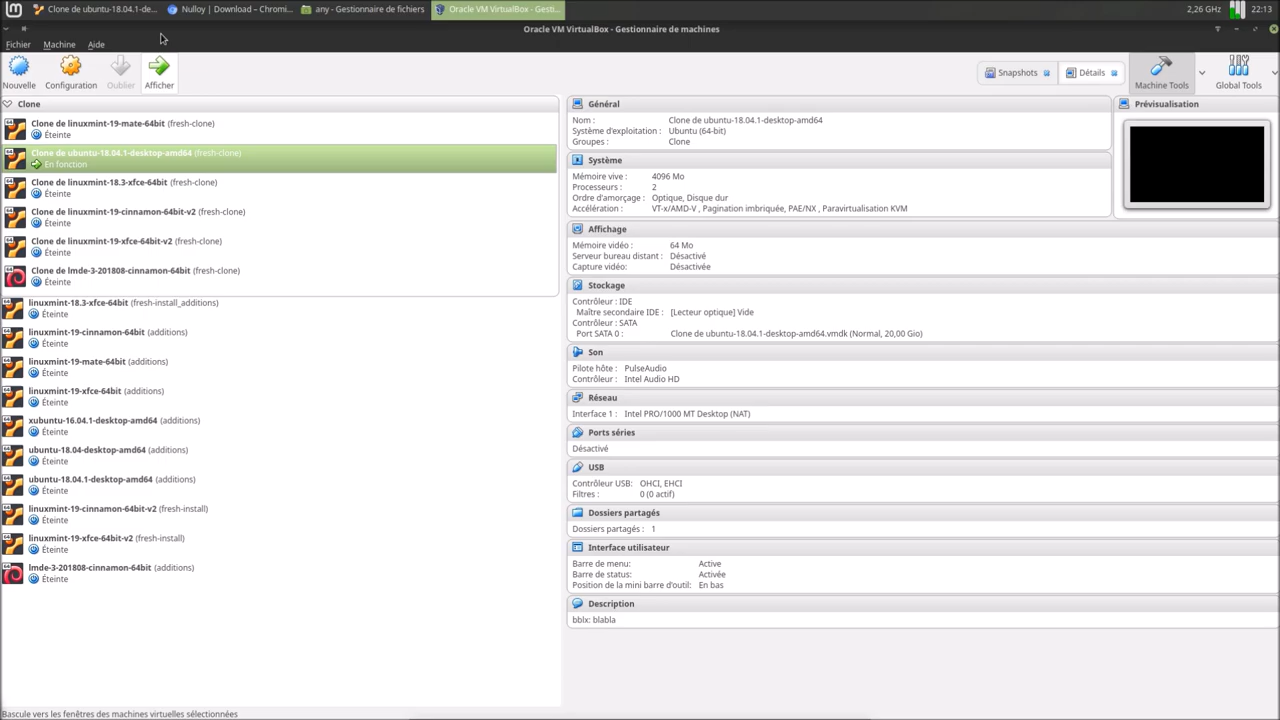 Clone de ubuntu-18.04.1-de...
Nulloy | Download – Chromi...
any - Gestionnaire de fichiers
Oracle VM VirtualBox - Gesti...
2,26 GHz
22:13
Oracle VM VirtualBox - Gestionnaire de machines
Fichier Machine Aide
Nouvelle Configuration Oublier Afficher
Snapshots Détails Machine Tools Global Tools
Clone
Clone de linuxmint-19-mate-64bit (fresh-clone)
Éteinte
Clone de ubuntu-18.04.1-desktop-amd64 (fresh-clone)
En fonction
Clone de linuxmint-18.3-xfce-64bit (fresh-clone)
Éteinte
Clone de linuxmint-19-cinnamon-64bit-v2 (fresh-clone)
Éteinte
Clone de linuxmint-19-xfce-64bit-v2 (fresh-clone)
Éteinte
Clone de lmde-3-201808-cinnamon-64bit (fresh-clone)
Éteinte
linuxmint-18.3-xfce-64bit (fresh-install_additions)
Éteinte
linuxmint-19-cinnamon-64bit (additions)
Éteinte
linuxmint-19-mate-64bit (additions)
Éteinte
linuxmint-19-xfce-64bit (additions)
Éteinte
xubuntu-16.04.1-desktop-amd64 (additions)
Éteinte
ubuntu-18.04-desktop-amd64 (additions)
Éteinte
ubuntu-18.04.1-desktop-amd64 (additions)
Éteinte
linuxmint-19-cinnamon-64bit-v2 (fresh-install)
Éteinte
linuxmint-19-xfce-64bit-v2 (fresh-install)
Éteinte
lmde-3-201808-cinnamon-64bit (additions)
Éteinte
Général
Nom : Clone de ubuntu-18.04.1-desktop-amd64
Système d'exploitation : Ubuntu (64-bit)
Groupes : Clone
Système
Mémoire vive : 4096 Mo
Processeurs : 2
Ordre d'amorçage : Optique, Disque dur
Accélération : VT-x/AMD-V , Pagination imbriquée, PAE/NX , Paravirtualisation KVM
Prévisualisation
Affichage
Mémoire vidéo : 64 Mo
Serveur bureau distant : Désactivé
Capture vidéo: Désactivée
Stockage
Contrôleur : IDE
Maître secondaire IDE : [Lecteur optique] Vide
Contrôleur : SATA
Port SATA 0 : Clone de ubuntu-18.04.1-desktop-amd64.vmdk (Normal, 20,00 Gio)
Son
Pilote hôte : PulseAudio
Contrôleur : Intel Audio HD
Réseau
Interface 1 : Intel PRO/1000 MT Desktop (NAT)
Ports séries
Désactivé
USB
Contrôleur USB: OHCI, EHCI
Filtres : 0 (0 actif)
Dossiers partagés
Dossiers partagés : 1
Interface utilisateur
Barre de menu: Active
Barre de status: Activée
Position de la mini barre d'outil: En bas
Description
bblx: blabla
Bascule vers les fenêtres des machines virtuelles sélectionnées